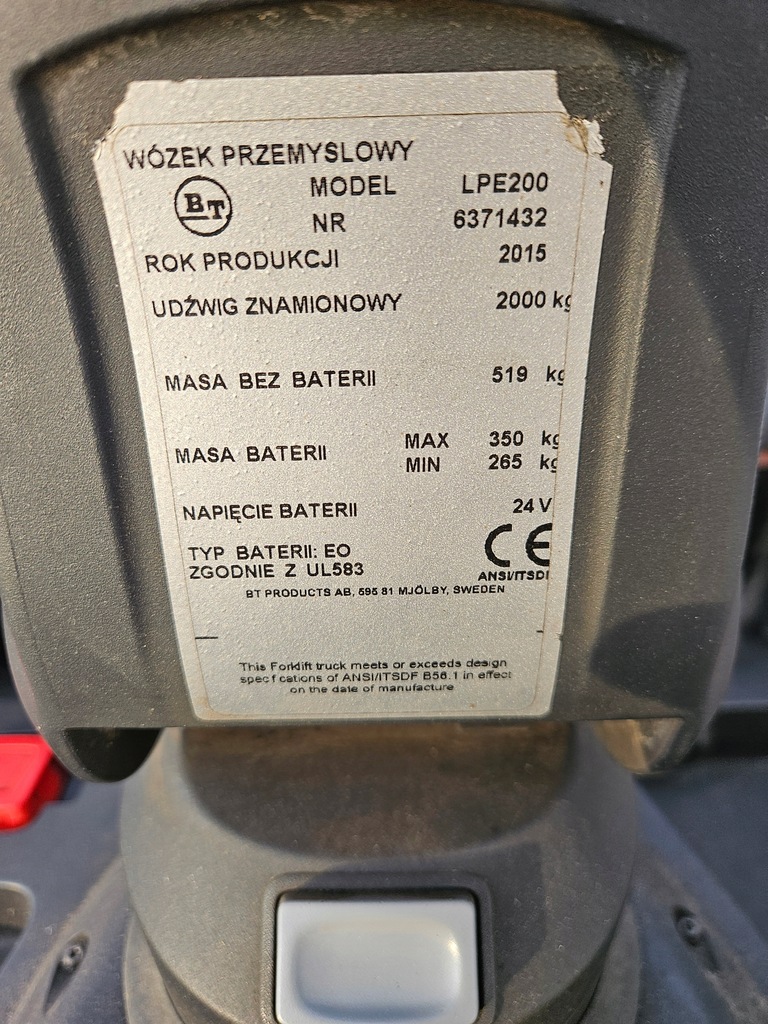 WÓZEK PRZEMYSLOWY
BT MODEL LPE200
NR 6371432
ROK PRODUKCJI 2015
UDŹWIG ZNAMIONOWY 2000 kg
MASA BEZ BATERII 519 kg
MASA BATERII MAX 350 kg
MIN 265 kg
NAPIĘCIE BATERII 24 V
TYP BATERII: EO CE
ZGODNIE Z UL583 ANSI/ITSDF
BT PRODUCTS AB, 595 81 MJÖLBY, SWEDEN
This Forklift truck meets or exceeds design
specifications of ANSI/ITSDF B56.1 in effect
on the date of manufacture